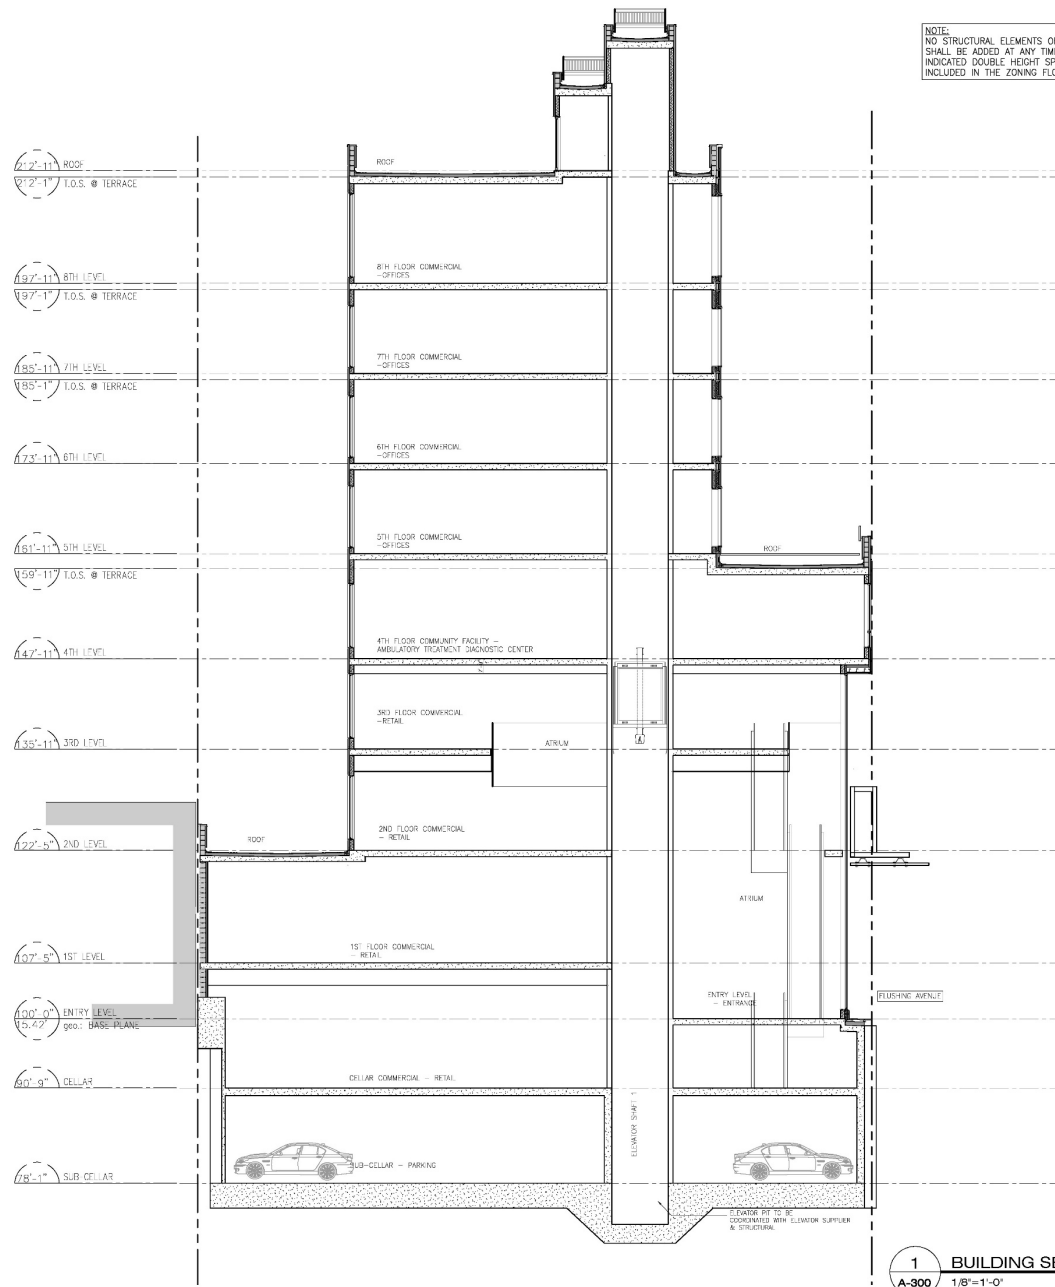 NOTE:
NO STRUCTURAL ELEMENTS O
SHALL BE ADDED AT ANY TIM
INDICATED DOUBLE HEIGHT SP
INCLUDED IN THE ZONING FLO
212'-11" ROOF
212'-1" T.O.S. @ TERRACE
ROOF
197'-11" 8TH LEVEL
197'-1" T.O.S. @ TERRACE
8TH FLOOR COMMERCIAL
-OFFICES
185'-11" 7TH LEVEL
185'-1" T.O.S. @ TERRACE
7TH FLOOR COMMERCIAL
-OFFICES
173'-11" 6TH LEVEL
6TH FLOOR COMMERCIAL
-OFFICES
161'-11" 5TH LEVEL
159'-11" T.O.S. @ TERRACE
5TH FLOOR COMMERCIAL
-OFFICES
ROOF
147'-11" 4TH LEVEL
4TH FLOOR COMMUNITY FACILITY -
AMBULATORY TREATMENT DIAGNOSTIC CENTER
3RD FLOOR COMMERCIAL
-RETAIL
135'-11" 3RD LEVEL
ATRIUM
122'-5" 2ND LEVEL
ROOF
2ND FLOOR COMMERCIAL
- RETAIL
ATRIUM
107'-5" 1ST LEVEL
1ST FLOOR COMMERCIAL
- RETAIL
100'-0" ENTRY LEVEL
15.42' geo.: BASE PLANE
ENTRY LEVEL
- ENTRANCE
FLUSHING AVENUE
90'-9" CELLAR
CELLAR COMMERCIAL - RETAIL
ELEVATOR SHAFT 1
78'-1" SUB-CELLAR
SUB-CELLAR - PARKING
ELEVATOR PIT TO BE
COORDINATED WITH ELEVATOR SUPPLIER
& STRUCTURAL
1 BUILDING SE
A-300 1/8"=1'-0"